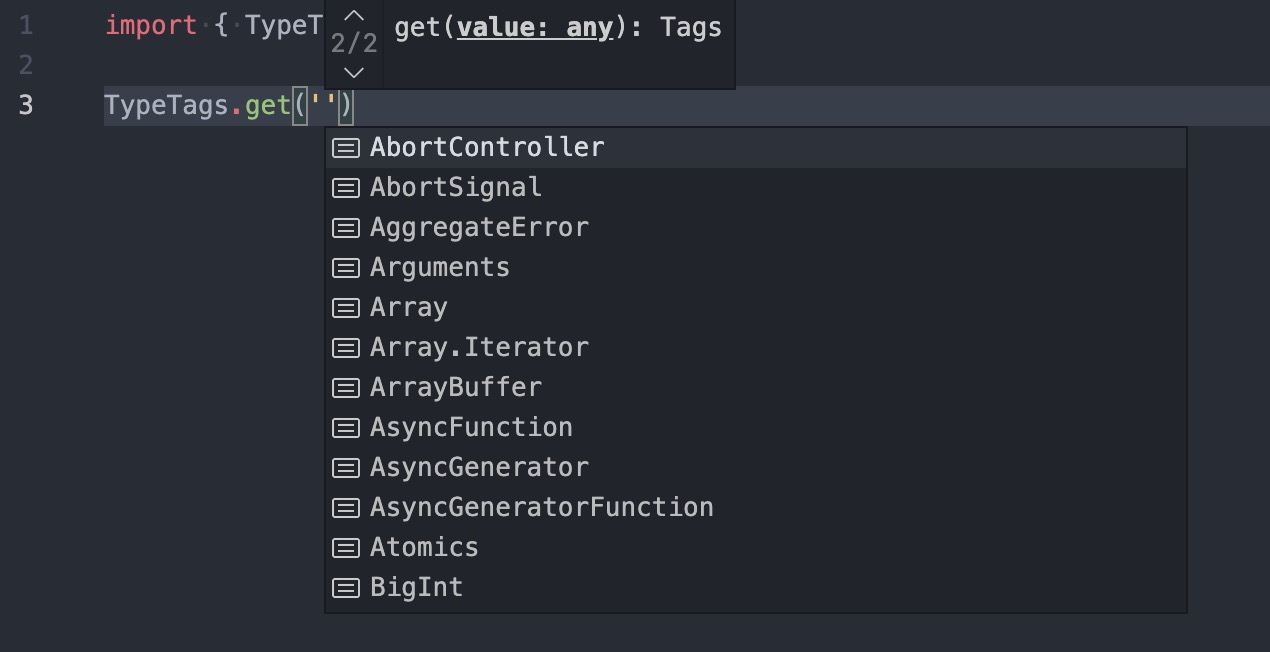 1 import · { · TypeT
2/2 get(value: any): Tags
2
3 TypeTags.get('')
AbortController
AbortSignal
AggregateError
Arguments
Array
Array.Iterator
ArrayBuffer
AsyncFunction
AsyncGenerator
AsyncGeneratorFunction
Atomics
BigInt